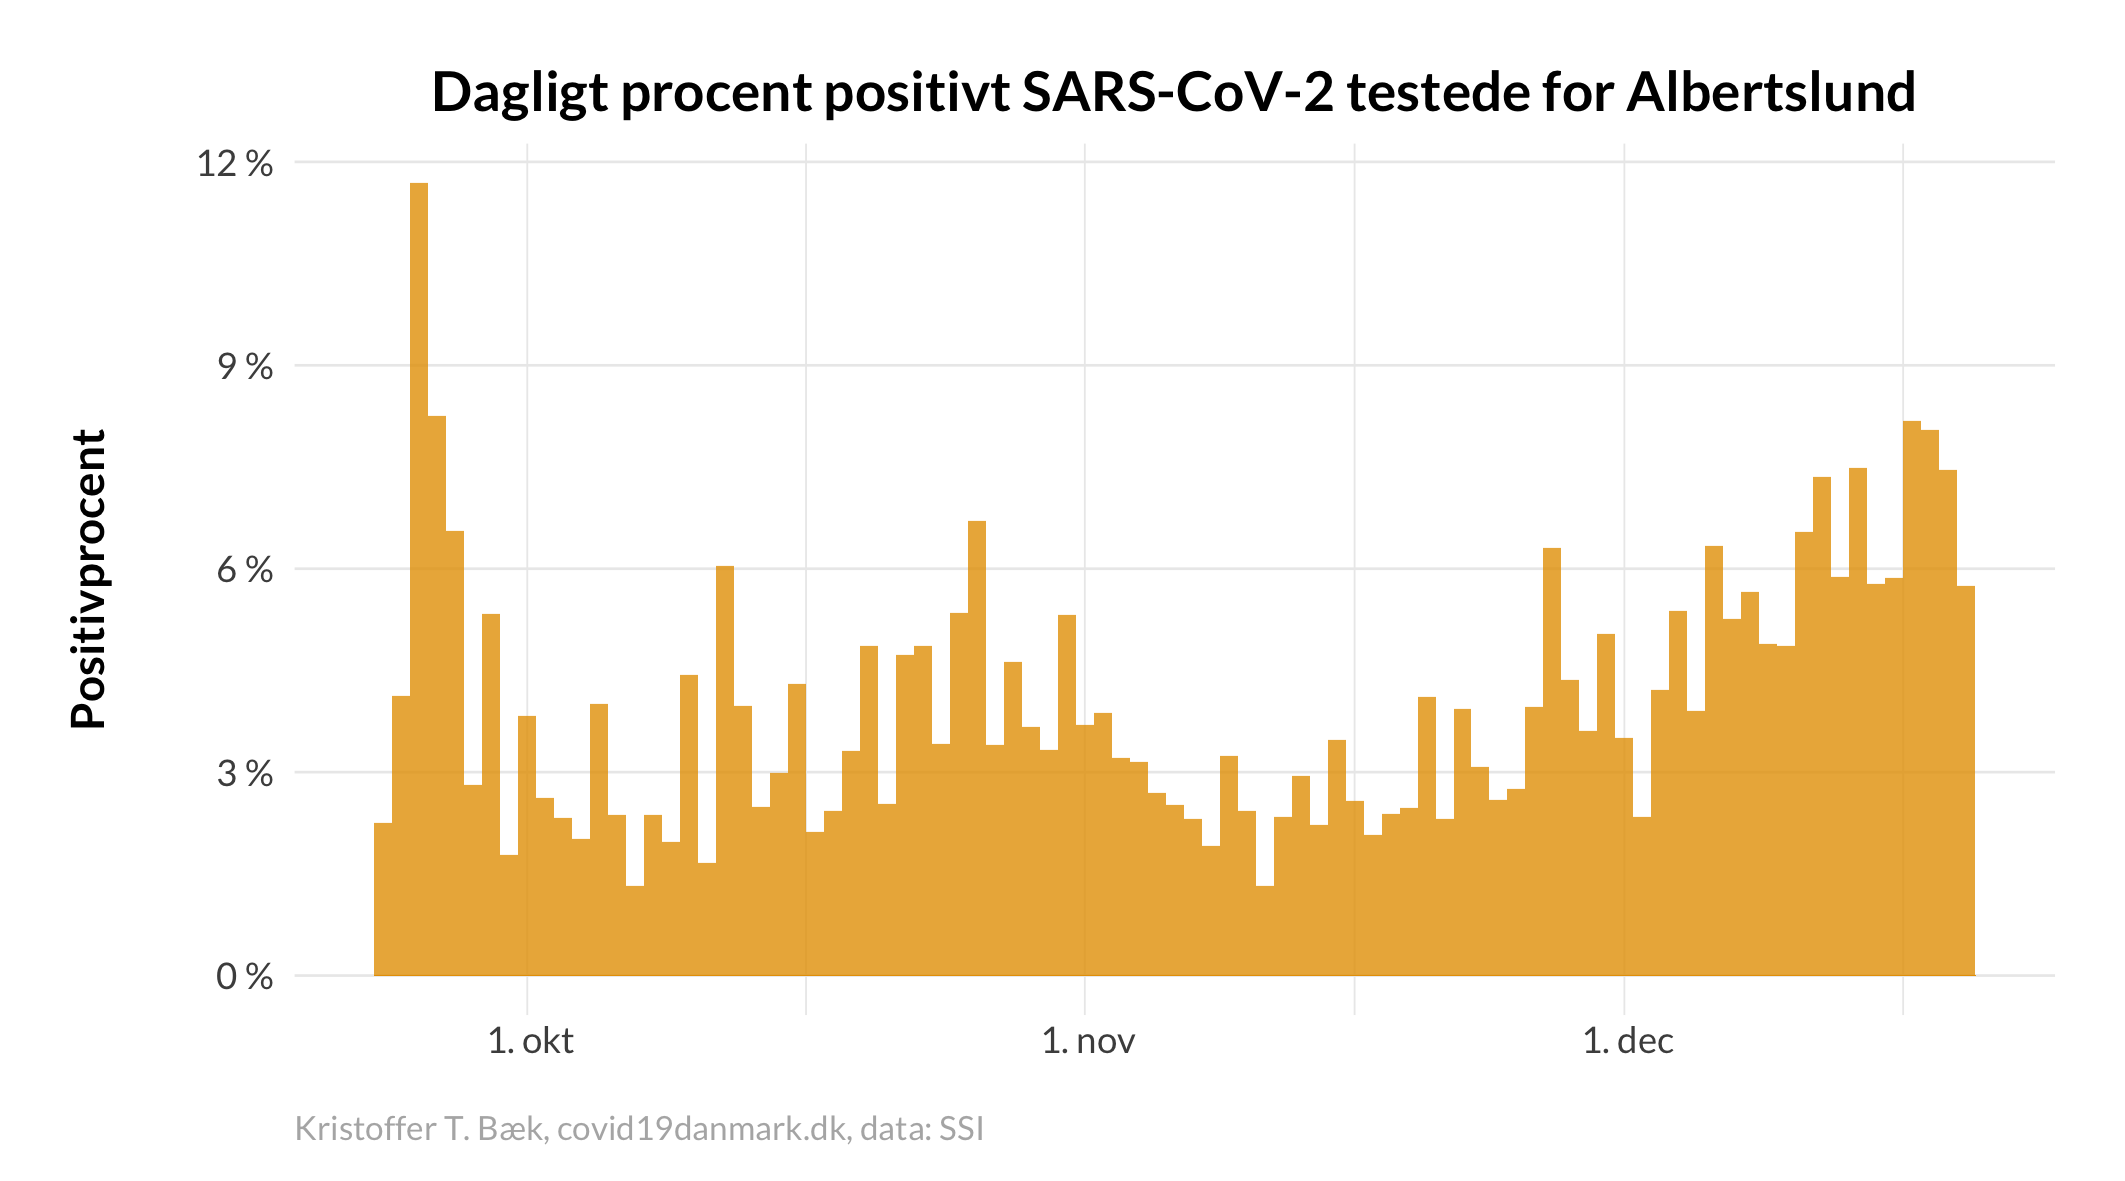 Dagligt procent positivt SARS-CoV-2 testede for Albertslund
Positivprocent
12 %
9 %
6 %
3 %
0 %
1. okt
1. nov
1. dec
Kristoffer T. Bæk, covid19danmark.dk, data: SSI